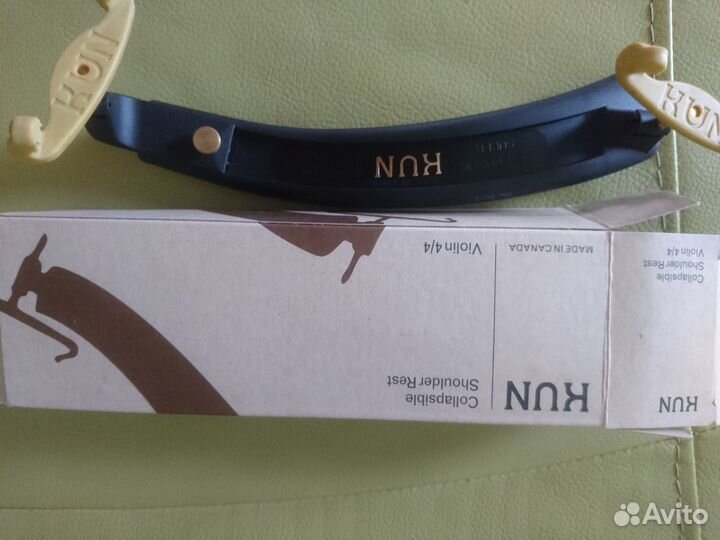 KUN
KUN
KUN
Violin 4/4
MADE IN CANADA
Collapsible
Shoulder Rest
KUN
Collapsible
Shoulder Rest
Violin 4/4
KUN
Avito